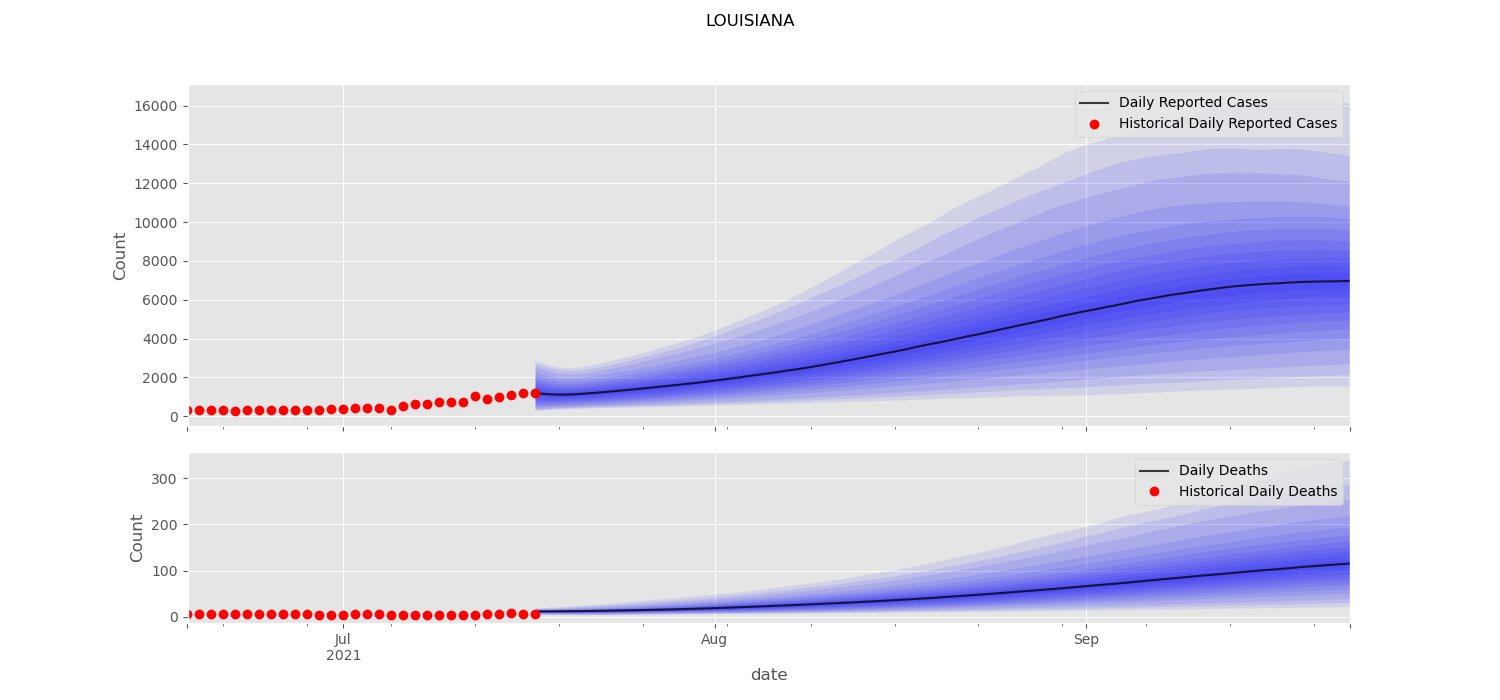 LOUISIANA
16000
14000
12000
10000
8000
6000
4000
2000
0
Count
Daily Reported Cases
Historical Daily Reported Cases
300
200
100
0
Count
Daily Deaths
Historical Daily Deaths
Jul
2021
Aug
Sep
date